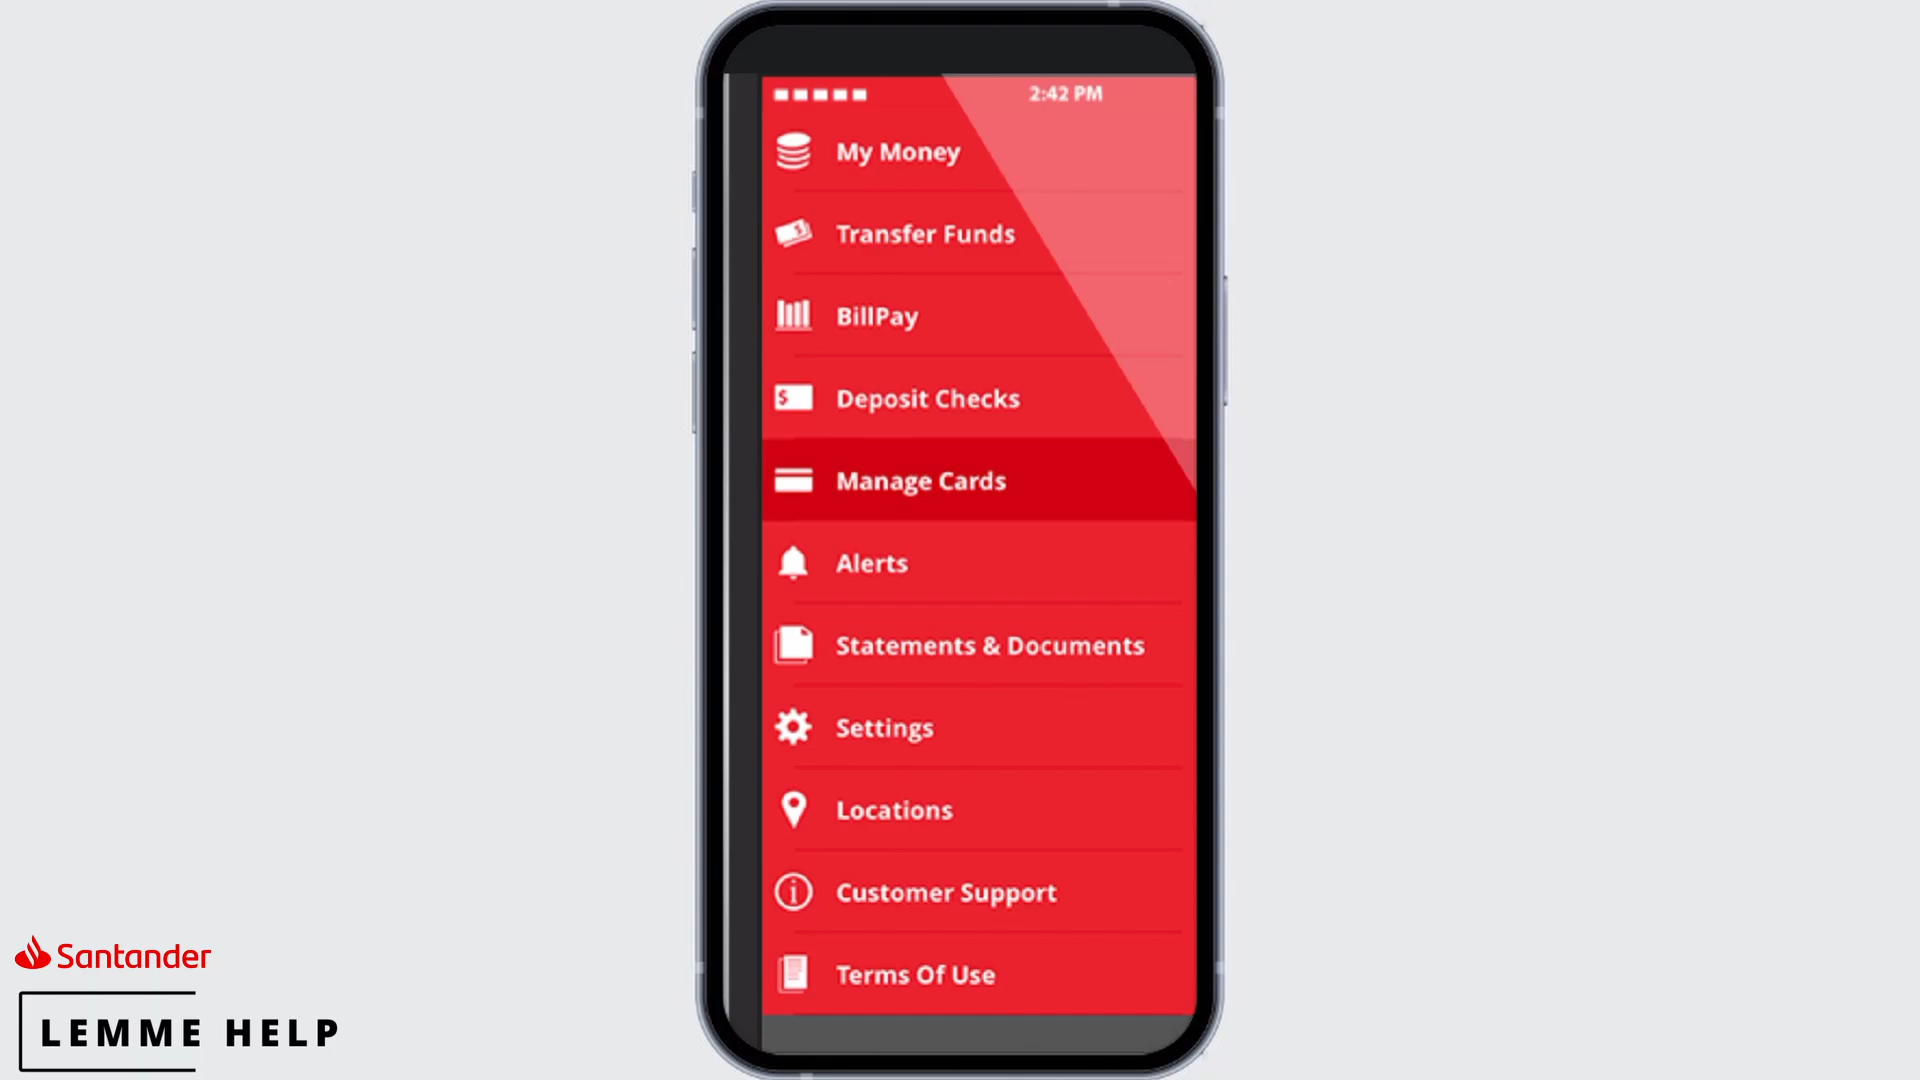 2:42 PM
My Money
Transfer Funds
BillPay
$
Deposit Checks
Manage Cards
Alerts
Statements & Documents
Settings
Locations
Customer Support
Terms Of Use
Santander
LEMME HELP